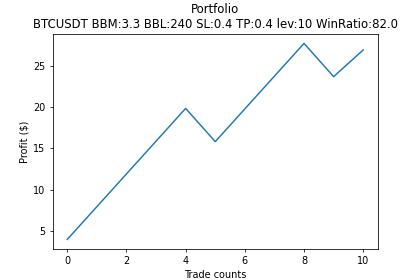 Portfolio
BTCUSDT BBM:3.3 BBL:240 SL:0.4 TP:0.4 lev:10 WinRatio:82.0
25
20
15
10
5
Profit ($)
0 2 4 6 8 10
Trade counts